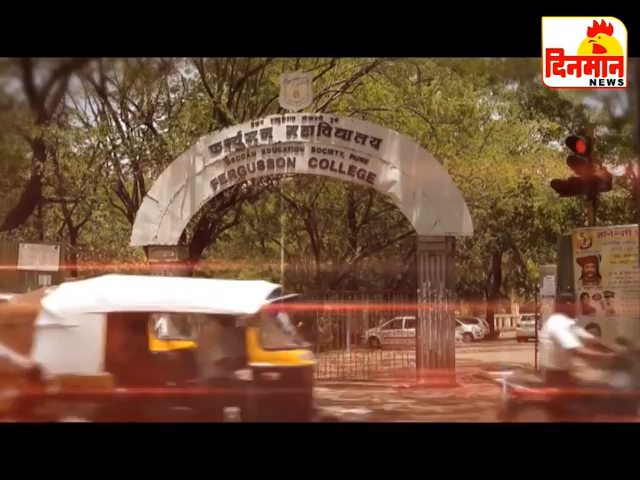 दिनमान
NEWS
फर्ग्युसन महाविद्यालय
DECCAN EDUCATION SOCIETY, PUNE
FERGUSSON COLLEGE